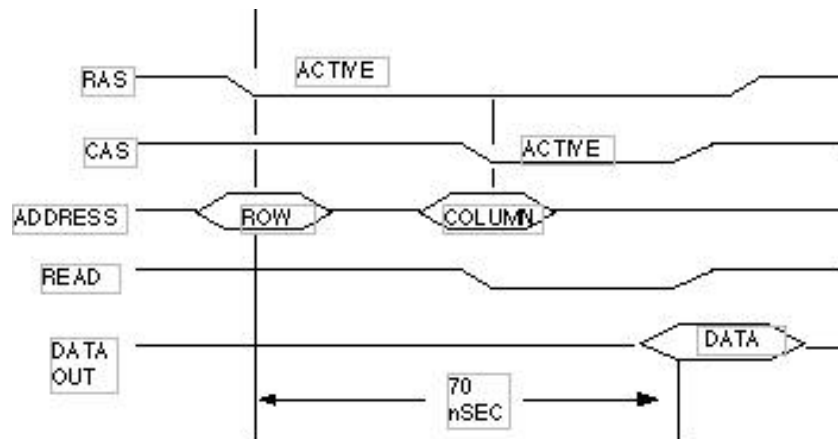 RAS
ACTIVE
CAS
ACTIVE
ADDRESS
ROW
COLUMN
READ
DATA
OUT
DATA
70
nSEC